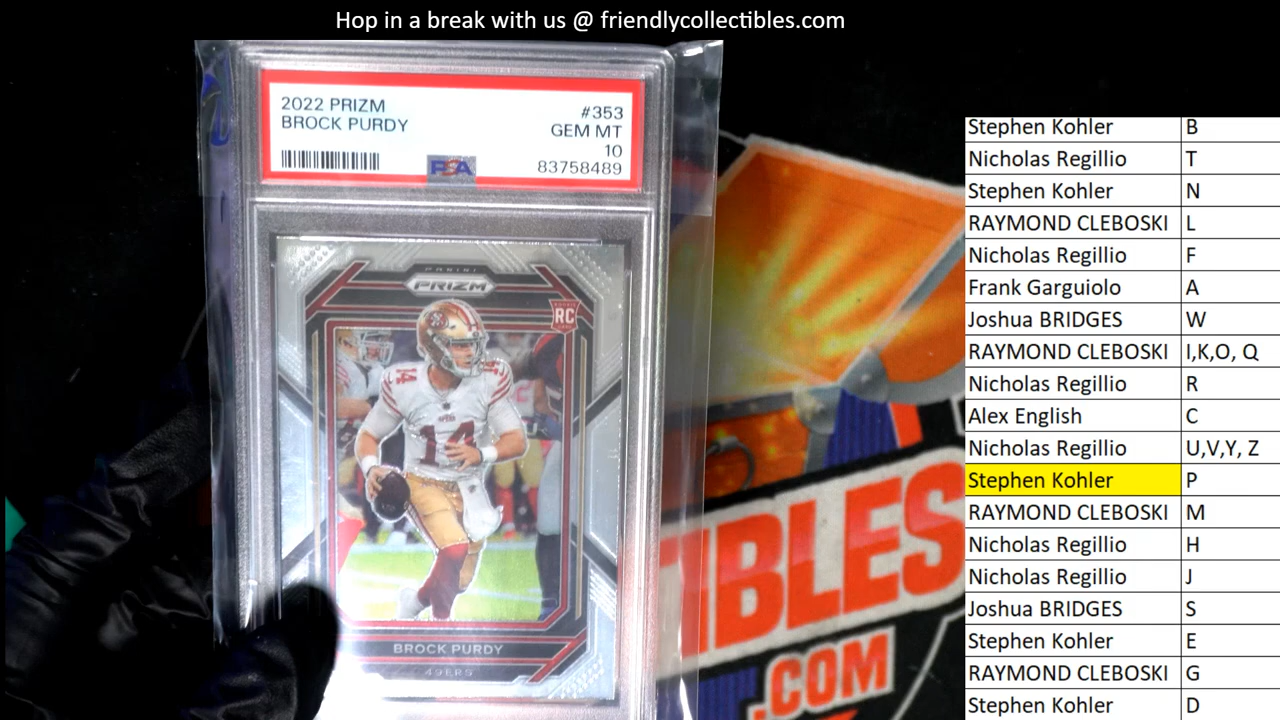 Hop in a break with us @ friendlycollectibles.com
2022 PRIZM
BROCK PURDY
#353
GEM MT
10
83758489
PSA
PANINI
PRIZM
ROOKIE
RC
14
14
49ERS
BROCK PURDY
49ERS
IBLES
.COM
Stephen Kohler B
Nicholas Regillio T
Stephen Kohler N
RAYMOND CLEBOSKI L
Nicholas Regillio F
Frank Garguiolo A
Joshua BRIDGES W
RAYMOND CLEBOSKI I,K,O, Q
Nicholas Regillio R
Alex English C
Nicholas Regillio U,V,Y, Z
Stephen Kohler P
RAYMOND CLEBOSKI M
Nicholas Regillio H
Nicholas Regillio J
Joshua BRIDGES S
Stephen Kohler E
RAYMOND CLEBOSKI G
Stephen Kohler D